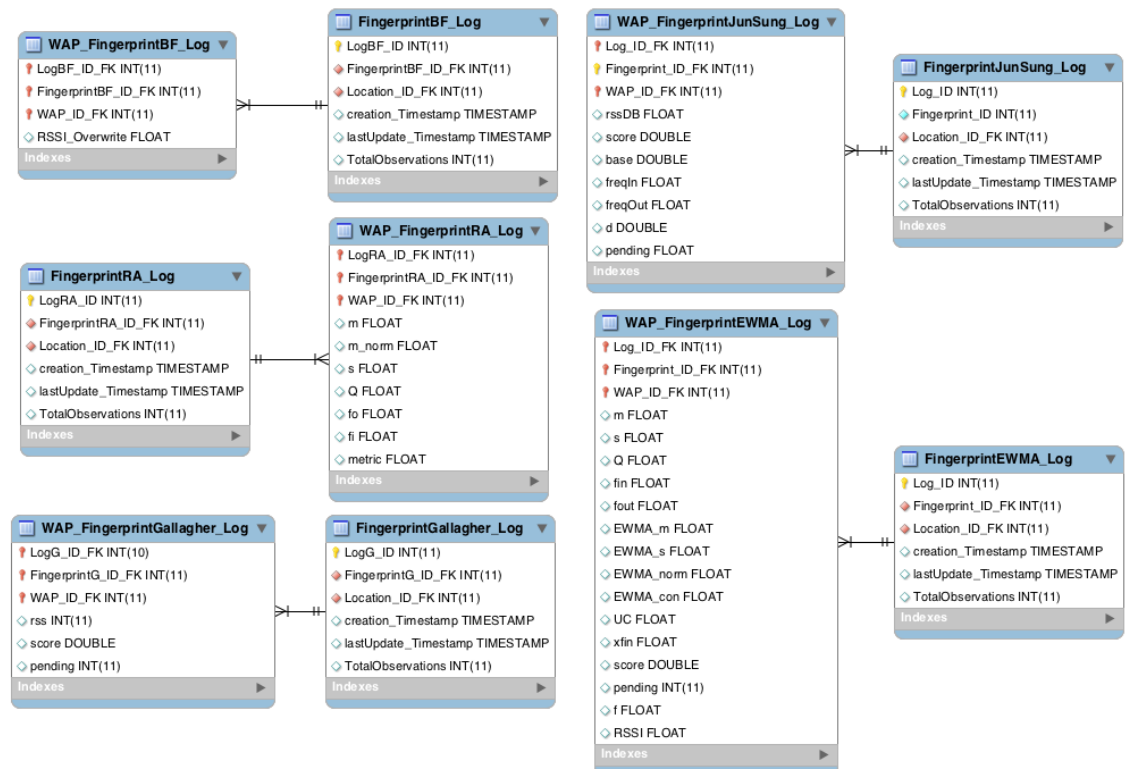 WAP_FingerprintBF_Log
LogBF_ID_FK INT(11)
FingerprintBF_ID_FK INT(11)
WAP_ID_FK INT(11)
RSSI_Overwrite FLOAT
Indexes
FingerprintBF_Log
LogBF_ID INT(11)
FingerprintBF_ID_FK INT(11)
Location_ID_FK INT(11)
creation_Timestamp TIMESTAMP
lastUpdate_Timestamp TIMESTAMP
TotalObservations INT(11)
Indexes
WAP_FingerprintJunSung_Log
Log_ID_FK INT(11)
Fingerprint_ID_FK INT(11)
WAP_ID_FK INT(11)
rssDB FLOAT
score DOUBLE
base DOUBLE
freqIn FLOAT
freqOut FLOAT
d DOUBLE
pending FLOAT
Indexes
FingerprintJunSung_Log
Log_ID INT(11)
Fingerprint_ID INT(11)
Location_ID_FK INT(11)
creation_Timestamp TIMESTAMP
lastUpdate_Timestamp TIMESTAMP
TotalObservations INT(11)
Indexes
FingerprintRA_Log
LogRA_ID INT(11)
FingerprintRA_ID_FK INT(11)
Location_ID_FK INT(11)
creation_Timestamp TIMESTAMP
lastUpdate_Timestamp TIMESTAMP
TotalObservations INT(11)
Indexes
WAP_FingerprintRA_Log
LogRA_ID_FK INT(11)
FingerprintRA_ID_FK INT(11)
WAP_ID_FK INT(11)
m FLOAT
m_norm FLOAT
s FLOAT
Q FLOAT
fo FLOAT
fi FLOAT
metric FLOAT
Indexes
WAP_FingerprintEWMA_Log
Log_ID_FK INT(11)
Fingerprint_ID_FK INT(11)
WAP_ID_FK INT(11)
m FLOAT
s FLOAT
Q FLOAT
fin FLOAT
fout FLOAT
EWMA_m FLOAT
EWMA_s FLOAT
EWMA_norm FLOAT
EWMA_con FLOAT
UC FLOAT
xfin FLOAT
score DOUBLE
pending INT(11)
f FLOAT
RSSI FLOAT
Indexes
FingerprintEWMA_Log
Log_ID INT(11)
Fingerprint_ID_FK INT(11)
Location_ID_FK INT(11)
creation_Timestamp TIMESTAMP
lastUpdate_Timestamp TIMESTAMP
TotalObservations INT(11)
Indexes
WAP_FingerprintGallagher_Log
LogG_ID_FK INT(10)
FingerprintG_ID_FK INT(11)
WAP_ID_FK INT(11)
rss INT(11)
score DOUBLE
pending INT(11)
Indexes
FingerprintGallagher_Log
LogG_ID INT(11)
FingerprintG_ID_FK INT(11)
Location_ID_FK INT(11)
creation_Timestamp TIMESTAMP
lastUpdate_Timestamp TIMESTAMP
TotalObservations INT(11)
Indexes